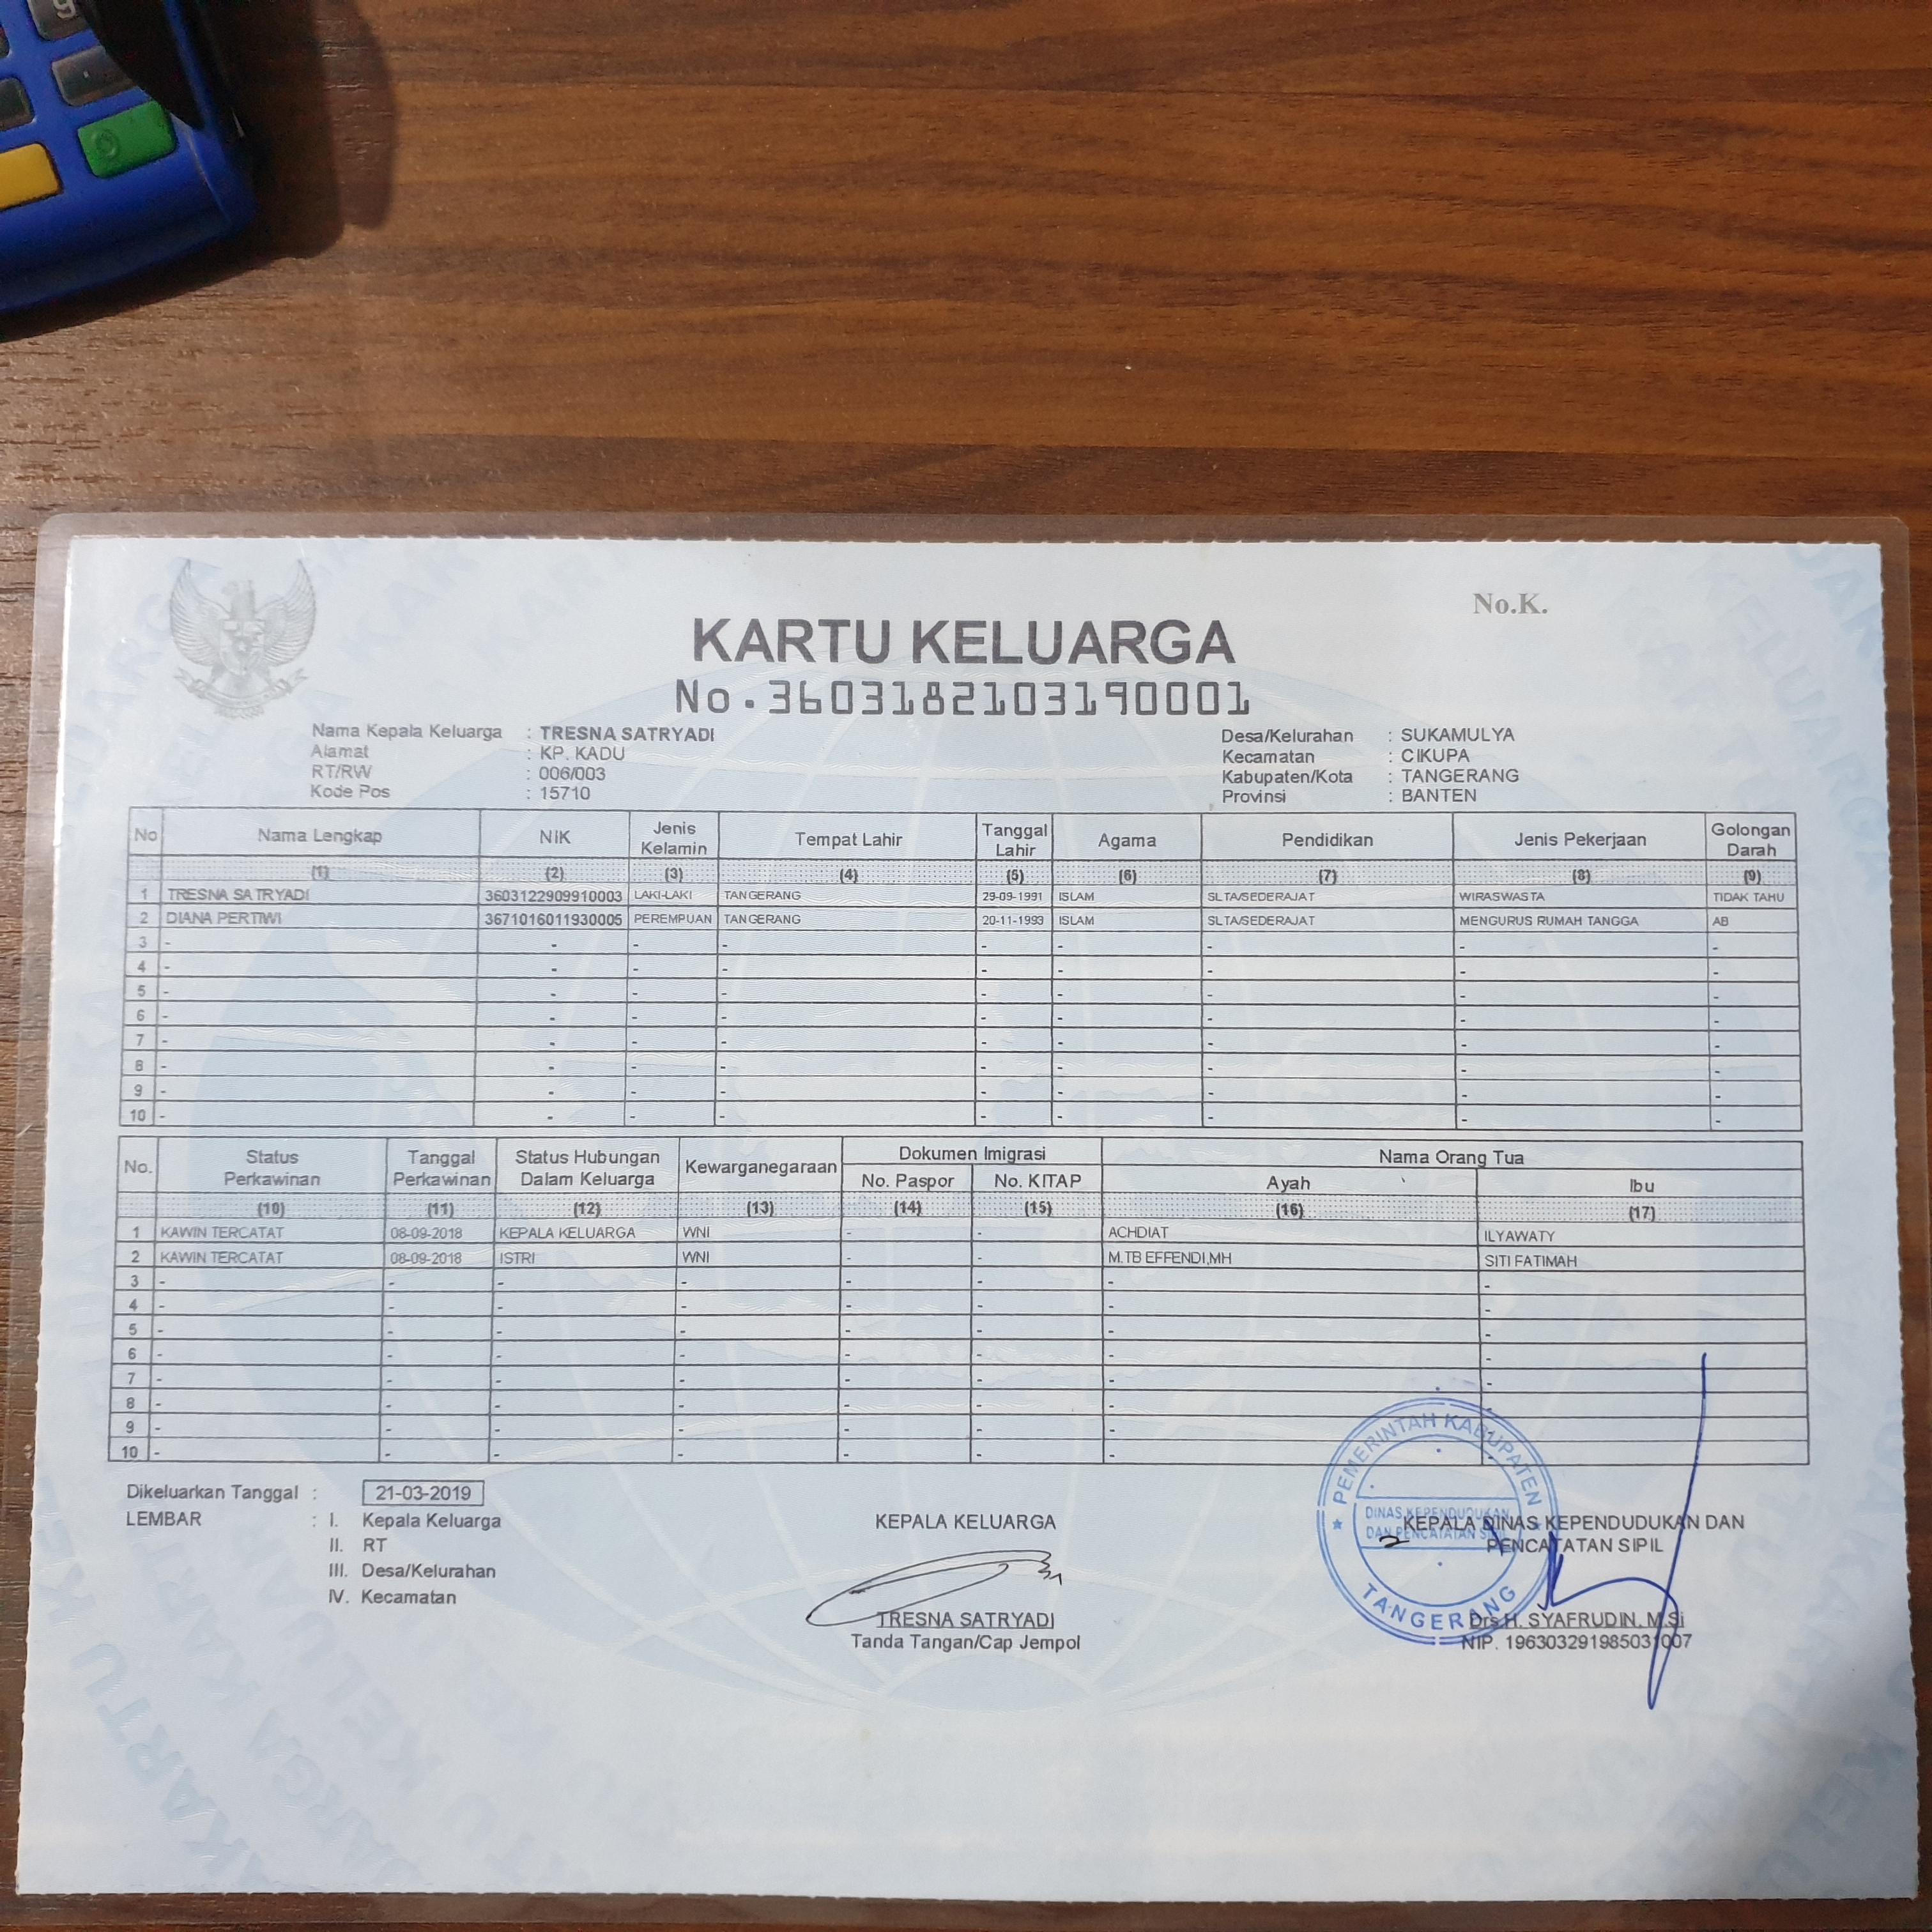 No.K.
KARTU KELUARGA
No. 3603182103190001
Nama Kepala Keluarga : TRESNA SATRYADI
Alamat : KP. KADU
RT/RW : 006/003
Kode Pos : 15710
Desa/Kelurahan : SUKAMULYA
Kecamatan : CIKUPA
Kabupaten/Kota : TANGERANG
Provinsi : BANTEN
No Nama Lengkap NIK Jenis Kelamin Tempat Lahir Tanggal Lahir Agama Pendidikan Jenis Pekerjaan Golongan Darah
(1) (2) (3) (4) (5) (6) (7) (8) (9)
1 TRESNA SATRYADI 3603122909910003 LAKI-LAKI TANGERANG 29-09-1991 ISLAM SLTA/SEDERAJAT WIRASWASTA TIDAK TAHU
2 DIANA PERTIWI 3671016011930005 PEREMPUAN TANGERANG 20-11-1993 ISLAM SLTA/SEDERAJAT MENGURUS RUMAH TANGGA AB
3 - - - - - - - - -
4 - - - - - - - - -
5 - - - - - - - - -
6 - - - - - - - - -
7 - - - - - - - - -
8 - - - - - - - - -
9 - - - - - - - - -
10 - - - - - - - - -
No. Status Perkawinan Tanggal Perkawinan Status Hubungan Dalam Keluarga Kewarganegaraan Dokumen Imigrasi Nama Orang Tua
No. Paspor No. KITAP Ayah Ibu
(10) (11) (12) (13) (14) (15) (16) (17)
1 KAWIN TERCATAT 08-09-2018 KEPALA KELUARGA WNI - - ACHDIAT ILYAWATY
2 KAWIN TERCATAT 08-09-2018 ISTRI WNI - - M.TB EFFENDI,MH SITI FATIMAH
3 - - - - - - - -
4 - - - - - - - -
5 - - - - - - - -
6 - - - - - - - -
7 - - - - - - - -
8 - - - - - - - -
9 - - - - - - - -
10 - - - - - - - -
Dikeluarkan Tanggal : 21-03-2019
LEMBAR : I. Kepala Keluarga
II. RT
III. Desa/Kelurahan
IV. Kecamatan
KEPALA KELUARGA
TRESNA SATRYADI
Tanda Tangan/Cap Jempol
KEPALA DINAS KEPENDUDUKAN DAN
PENCATATAN SIPIL
Drs.H. SYAFRUDIN, M.Si
NIP. 196303291985031007
PEMERINTAH KABUPATEN
TANGERANG
DINAS KEPENDUDUKAN
DAN PENCATATAN